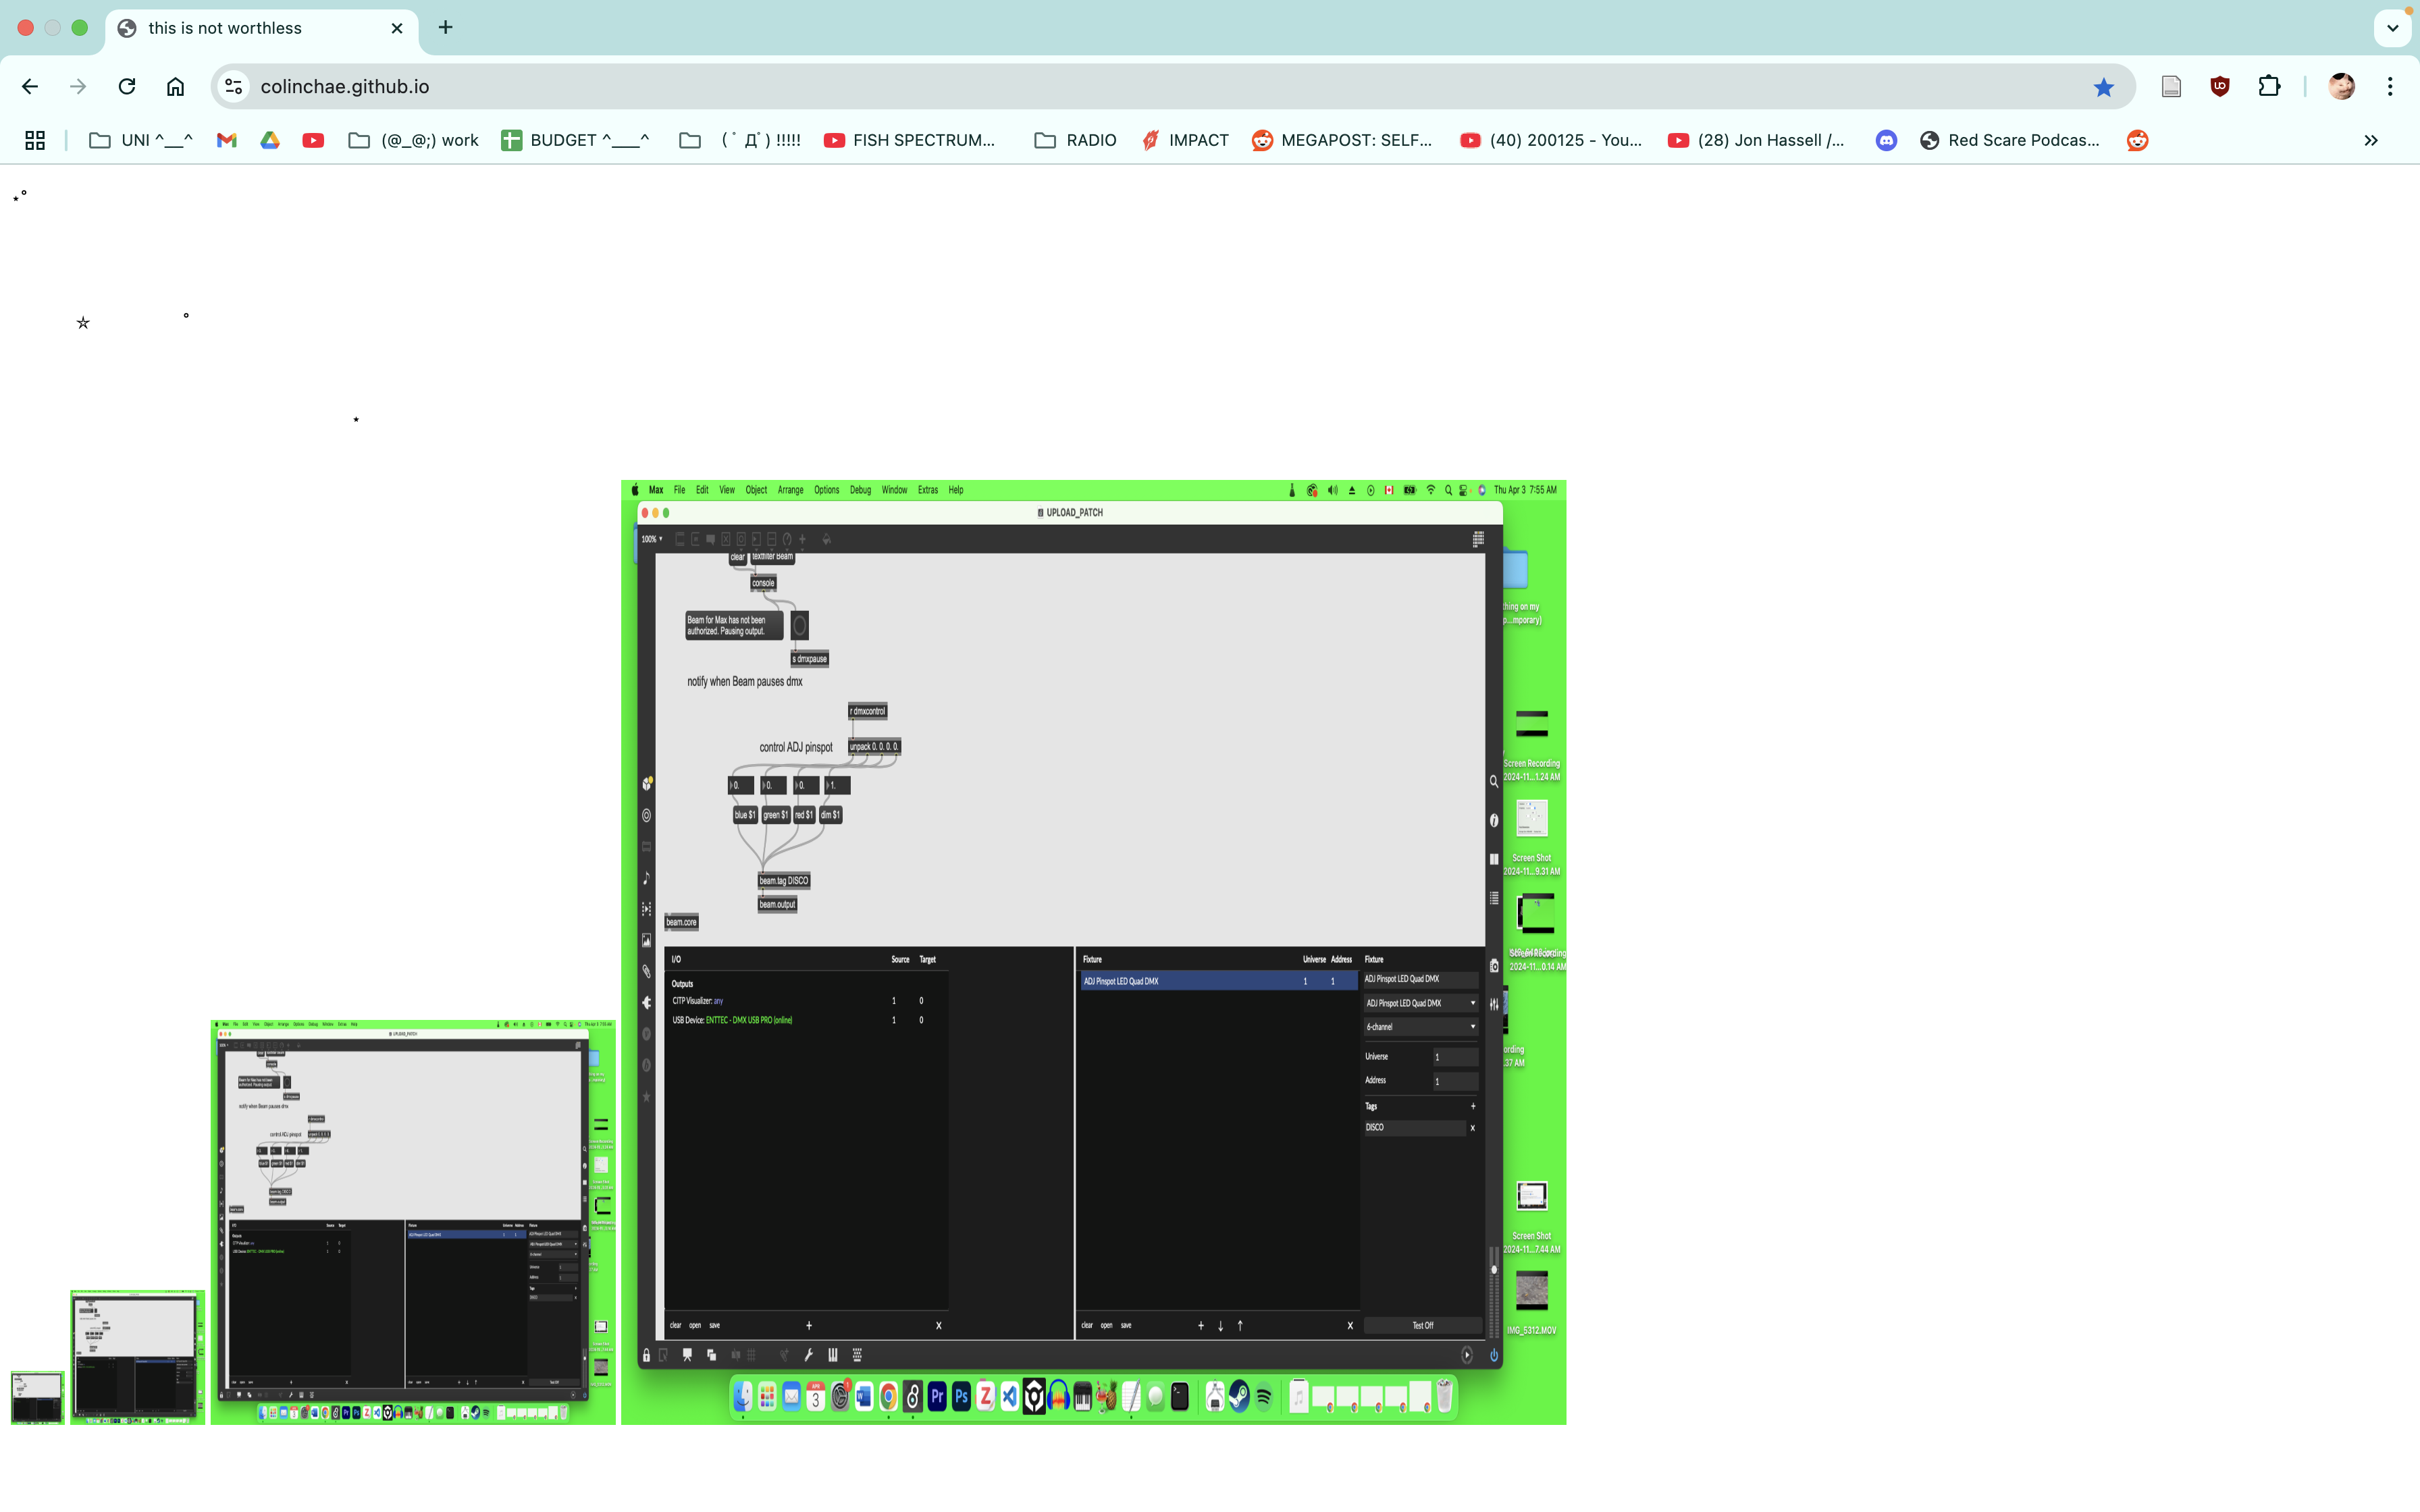 this is not worthless
colinchae.github.io
UNI ^__^
(@_@;) work
BUDGET ^___^
( ﾟДﾟ) !!!!!
FISH SPECTRUM...
RADIO
IMPACT
MEGAPOST: SELF...
(40) 200125 - You...
(28) Jon Hassell /...
Red Scare Podcas...
⋆˚
☆ ˚
⋆
Max File Edit View Object Arrange Options Debug Window Extras Help
Thu Apr 3 7:55 AM
UPLOAD_PATCH
100%
clear textfilter Beam
console
Beam for Max has not been
authorized. Pausing output.
s dmxpause
notify when Beam pauses dmx
r dmxcontrol
control ADJ pinspot
unpack 0. 0. 0. 0.
0. 0. 0. 1.
blue $1 green $1 red $1 dim $1
beam.tag DISCO
beam.output
beam.core
I/O Source Target
Outputs
CITP Visualizer: any 1 0
USB Device: ENTTEC - DMX USB PRO (online) 1 0
clear open save + x
Fixture Universe Address
ADJ Pinspot LED Quad DMX 1 1
clear open save + ↓ ↑ x
Fixture
ADJ Pinspot LED Quad DMX
ADJ Pinspot LED Quad DMX
6-channel
Universe 1
Address 1
Tags +
DISCO x
Test Off
thing on my
p...mporary)
Screen Recording
2024-11...1.24 AM
Screen Shot
2024-11...9.31 AM
Screen Recording
2024-11...0.14 AM
ording
.37 AM
Screen Shot
2024-11...7.44 AM
IMG_5312.MOV